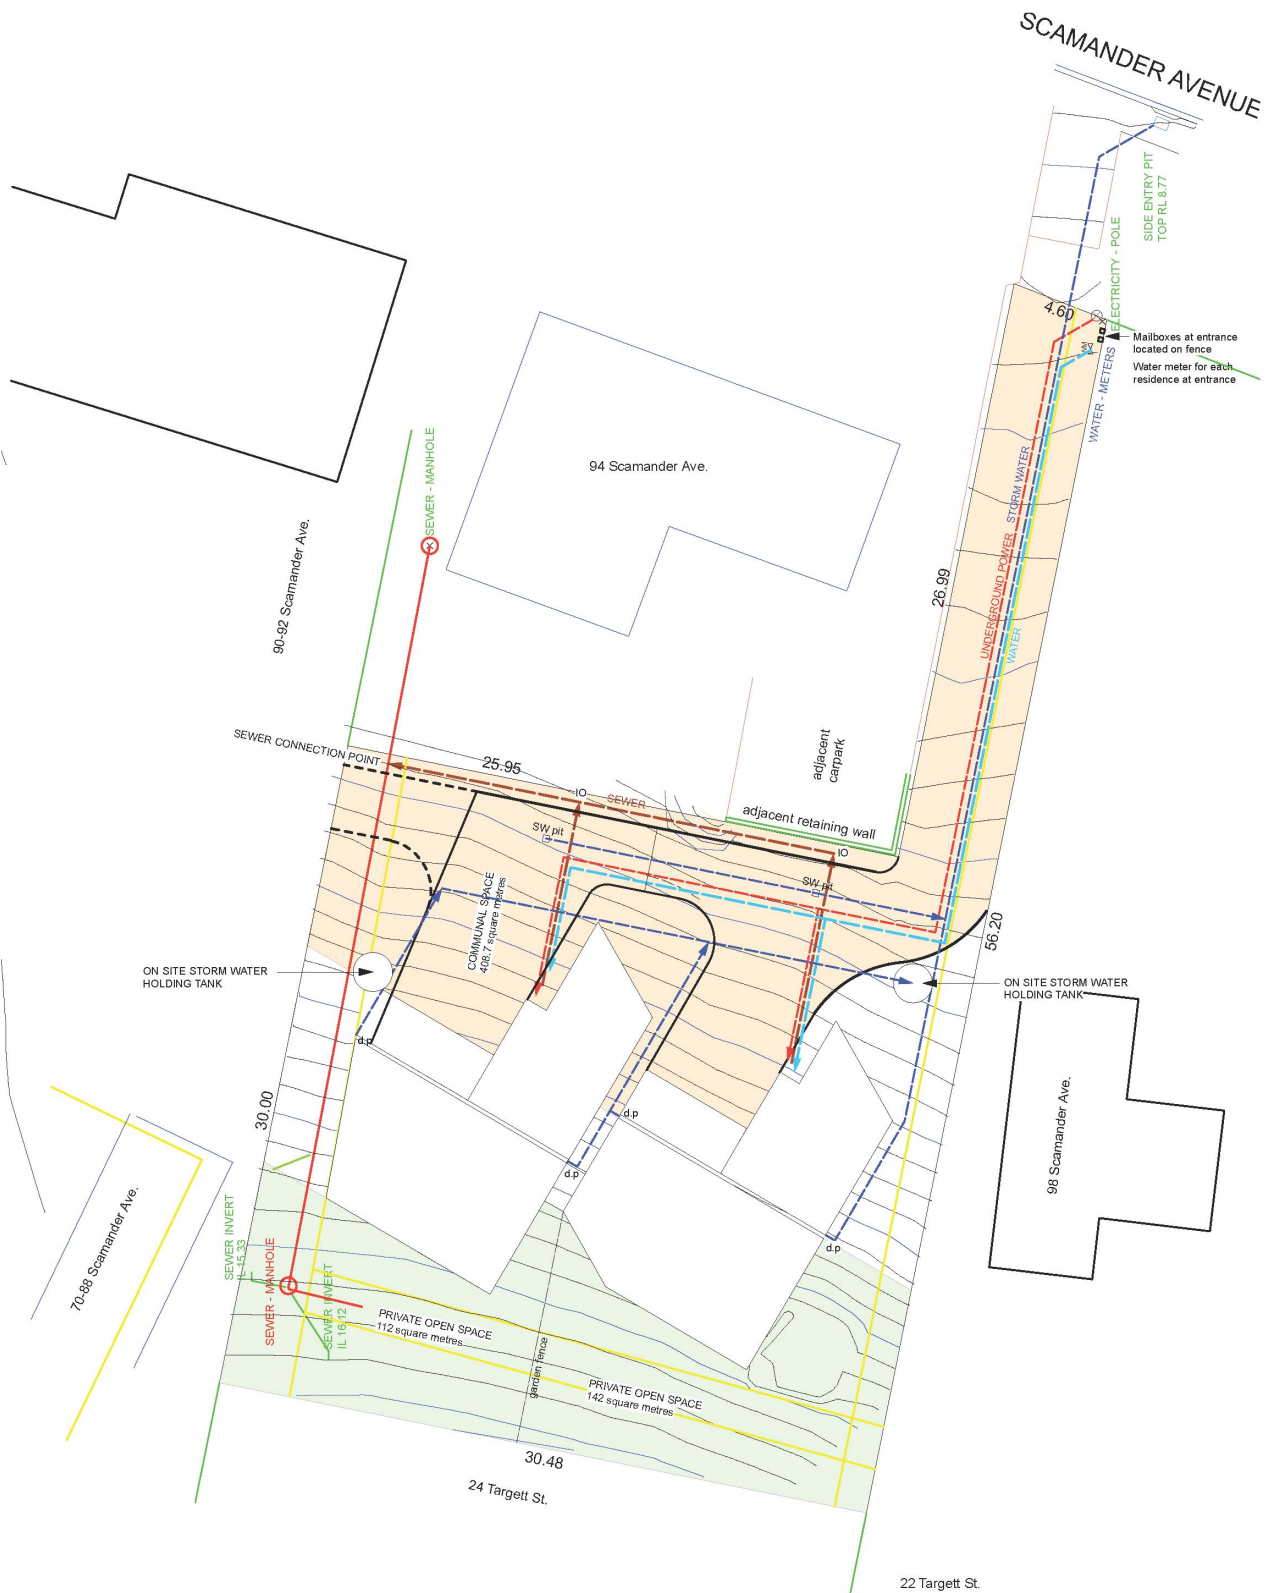 SCAMANDER AVENUE
SIDE ENTRY PIT
TOP RL 8.77
ELECTRICITY - POLE
4.60
Mailboxes at entrance
located on fence
Water meter for each
residence at entrance
WATER - METERS
94 Scamander Ave.
SEWER - MANHOLE
90-92 Scamander Ave.
STORM WATER
UNDERGROUND POWER
WATER
26.99
SEWER CONNECTION POINT
25.95
adjacent
carpark
IO
SEWER
adjacent retaining wall
SW pit
IO
SW pit
COMMUNAL SPACE
408.7 square metres
56.20
ON SITE STORM WATER
HOLDING TANK
ON SITE STORM WATER
HOLDING TANK
d.p
d.p
d.p
d.p
30.00
98 Scamander Ave.
70-88 Scamander Ave.
SEWER INVERT
IL 15.33
SEWER - MANHOLE
SEWER INVERT
IL 16.12
PRIVATE OPEN SPACE
112 square metres
garden fence
PRIVATE OPEN SPACE
142 square metres
30.48
24 Targett St.
22 Targett St.